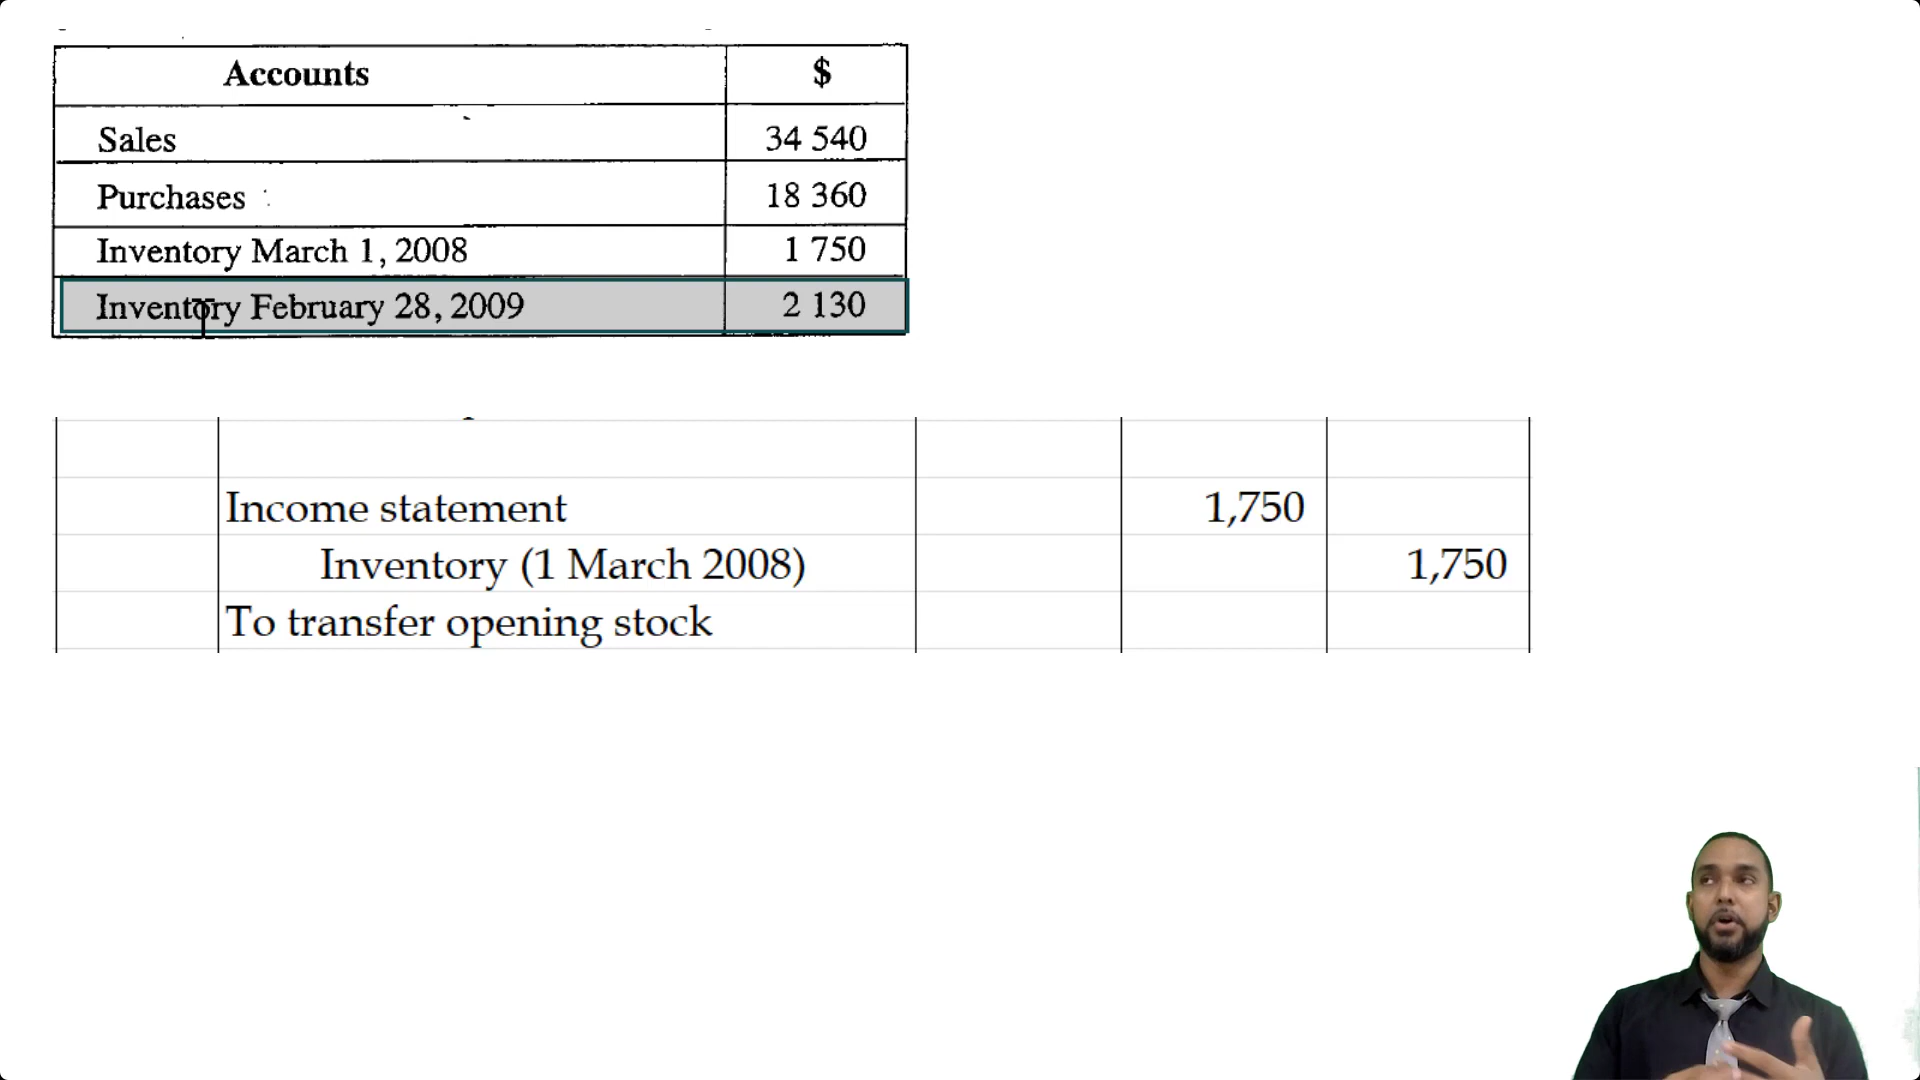 Accounts $
Sales 34 540
Purchases 18 360
Inventory March 1, 2008 1 750
Inventory February 28, 2009 2 130
Income statement 1,750
Inventory (1 March 2008) 1,750
To transfer opening stock